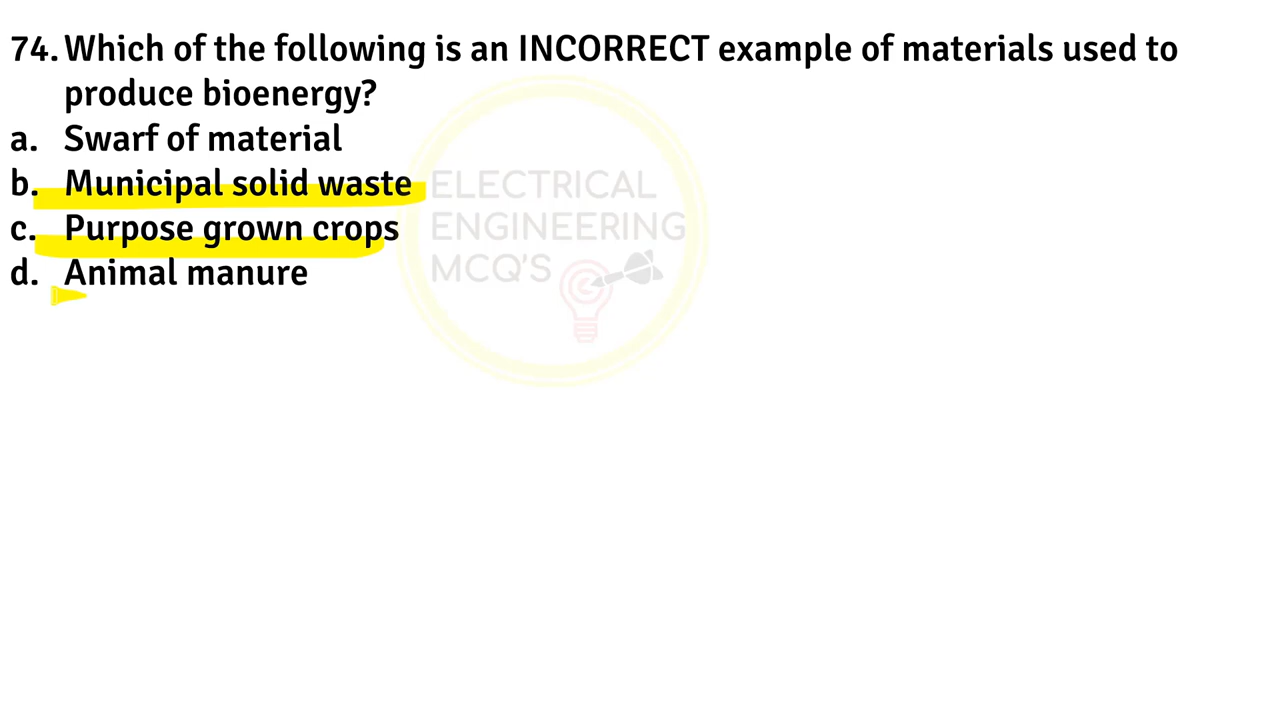 74. Which of the following is an INCORRECT example of materials used to
produce bioenergy?
a. Swarf of material
b. Municipal solid waste
c. Purpose grown crops
d. Animal manure
ELECTRICAL
ENGINEERING
MCQ'S